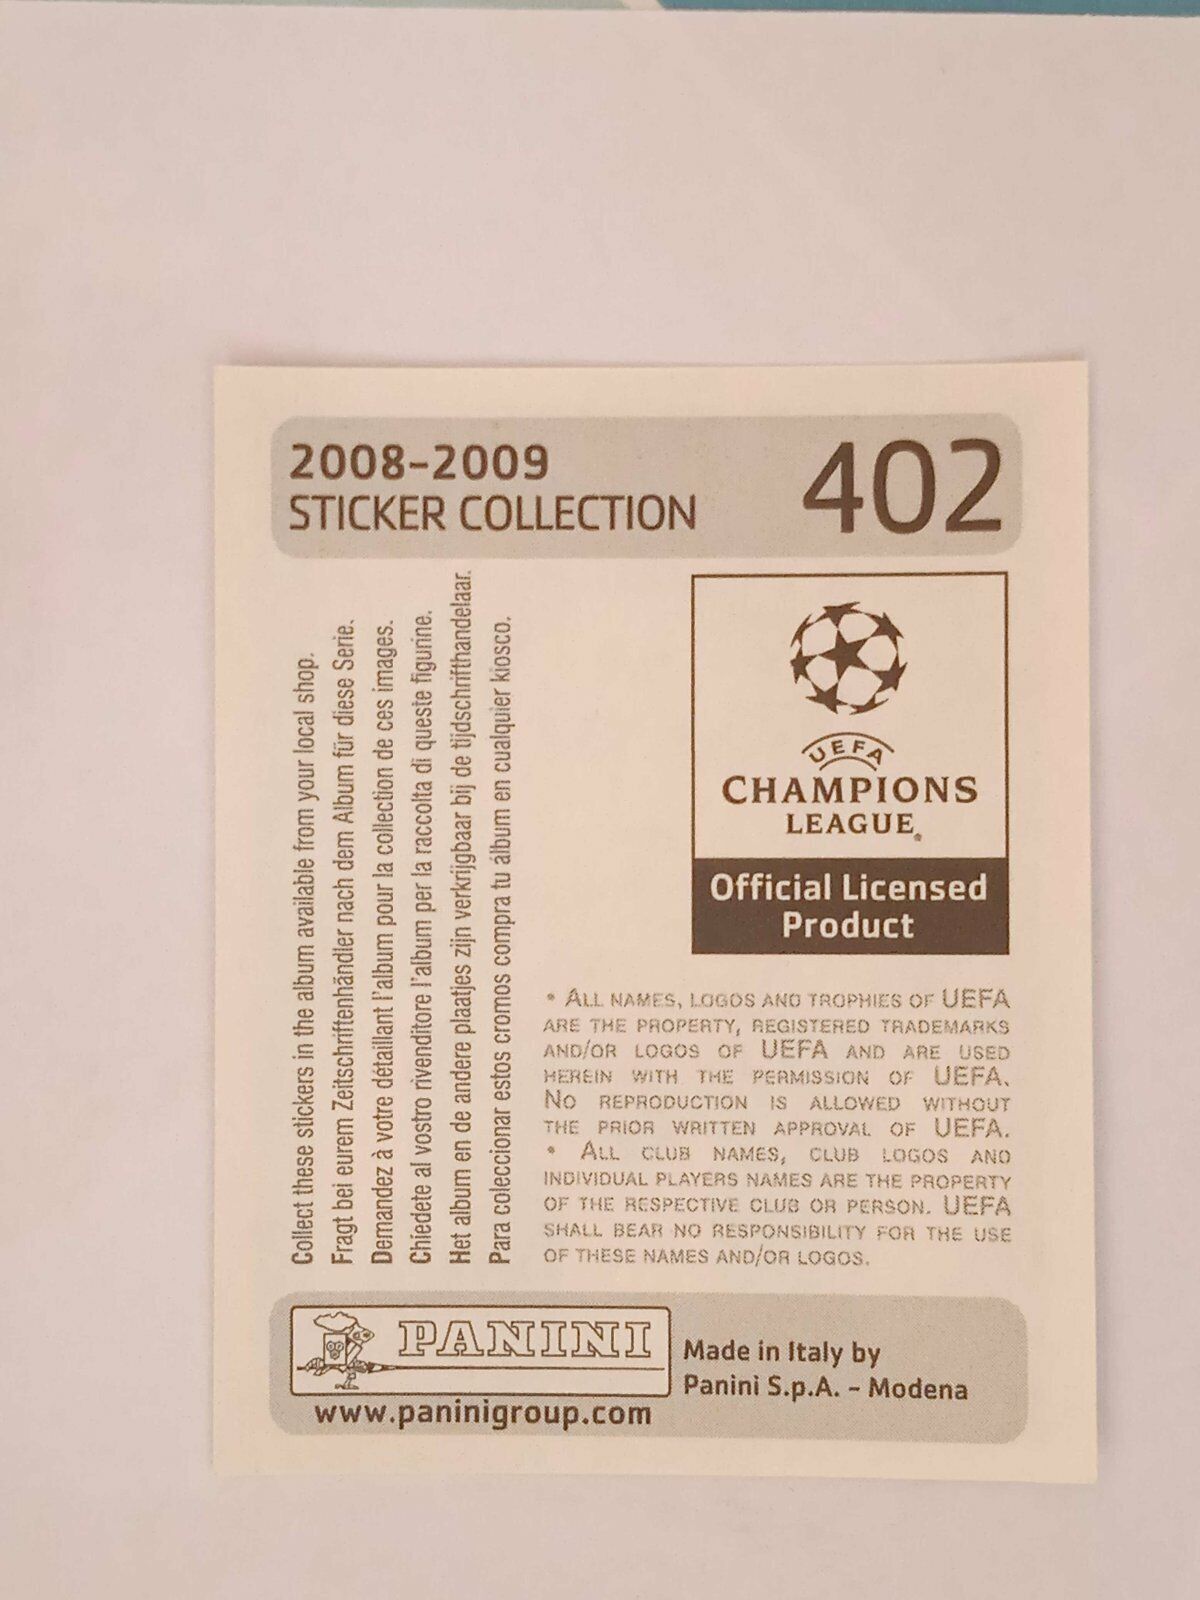 2008-2009
STICKER COLLECTION
402
Collect these stickers in the album available from your local shop.
Fragt bei eurem Zeitschriftenhändler nach dem Album für diese Serie.
Demandez à votre détaillant l'album pour la collection de ces images.
Chiedete al vostro rivenditore l'album per la raccolta di queste figurine.
Het album en de andere plaatjes zijn verkrijgbaar bij de tijdschrifthandelaar.
Para coleccionar estos cromos compra tu álbum en cualquier kiosco.
UEFA
CHAMPIONS
LEAGUE
Official Licensed
Product
• ALL NAMES, LOGOS AND TROPHIES OF UEFA
ARE THE PROPERTY, REGISTERED TRADEMARKS
AND/OR LOGOS OF UEFA AND ARE USED
HEREIN WITH THE PERMISSION OF UEFA.
NO REPRODUCTION IS ALLOWED WITHOUT
THE PRIOR WRITTEN APPROVAL OF UEFA.
• ALL CLUB NAMES, CLUB LOGOS AND
INDIVIDUAL PLAYERS NAMES ARE THE PROPERTY
OF THE RESPECTIVE CLUB OR PERSON. UEFA
SHALL BEAR NO RESPONSIBILITY FOR THE USE
OF THESE NAMES AND/OR LOGOS.
PANINI
www.paninigroup.com
Made in Italy by
Panini S.p.A. - Modena